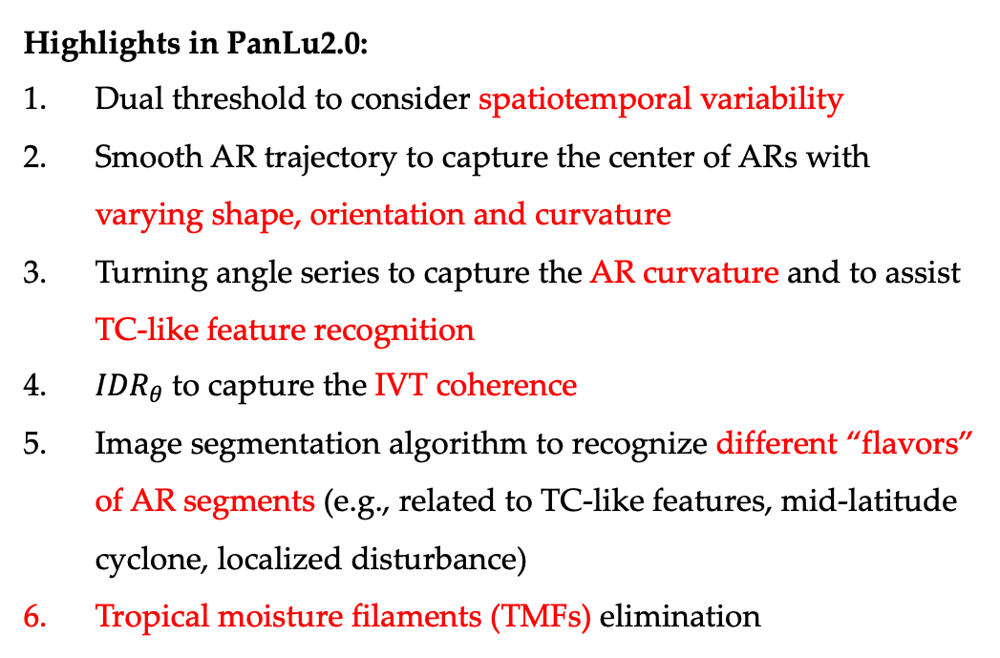 Highlights in PanLu2.0:
1. Dual threshold to consider spatiotemporal variability
2. Smooth AR trajectory to capture the center of ARs with
varying shape, orientation and curvature
3. Turning angle series to capture the AR curvature and to assist
TC-like feature recognition
4. IDRθ to capture the IVT coherence
5. Image segmentation algorithm to recognize different “flavors”
of AR segments (e.g., related to TC-like features, mid-latitude
cyclone, localized disturbance)
6. Tropical moisture filaments (TMFs) elimination